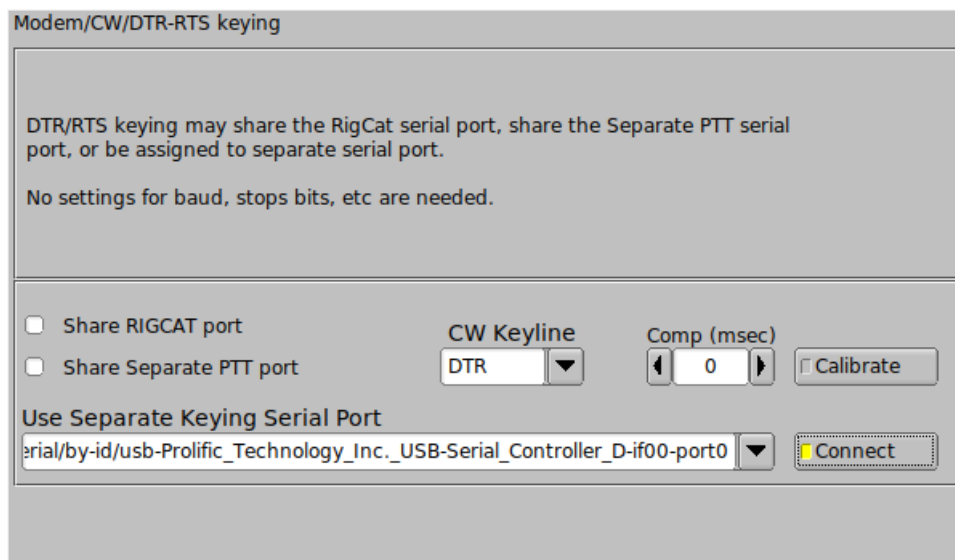 Modem/CW/DTR-RTS keying
DTR/RTS keying may share the RigCat serial port, share the Separate PTT serial
port, or be assigned to separate serial port.
No settings for baud, stops bits, etc are needed.
Share RIGCAT port
CW Keyline
Comp (msec)
Share Separate PTT port
DTR
0
Calibrate
Use Separate Keying Serial Port
erial/by-id/usb-Prolific_Technology_Inc._USB-Serial_Controller_D-if00-port0
Connect